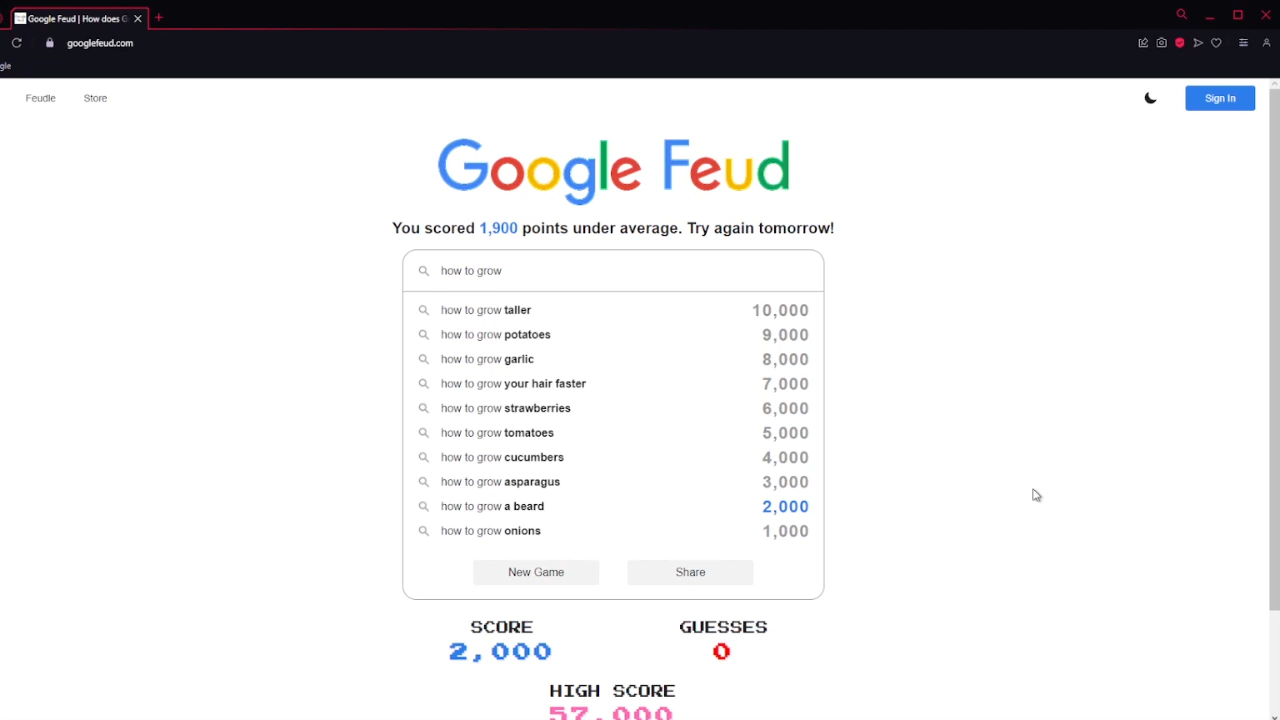 Google Feud | How does G
googlefeud.com
gle
Feudle
Store
Sign In
Google Feud
You scored 1,900 points under average. Try again tomorrow!
how to grow
how to grow taller 10,000
how to grow potatoes 9,000
how to grow garlic 8,000
how to grow your hair faster 7,000
how to grow strawberries 6,000
how to grow tomatoes 5,000
how to grow cucumbers 4,000
how to grow asparagus 3,000
how to grow a beard 2,000
how to grow onions 1,000
New Game
Share
SCORE
GUESSES
2,000
0
HIGH SCORE
57,000